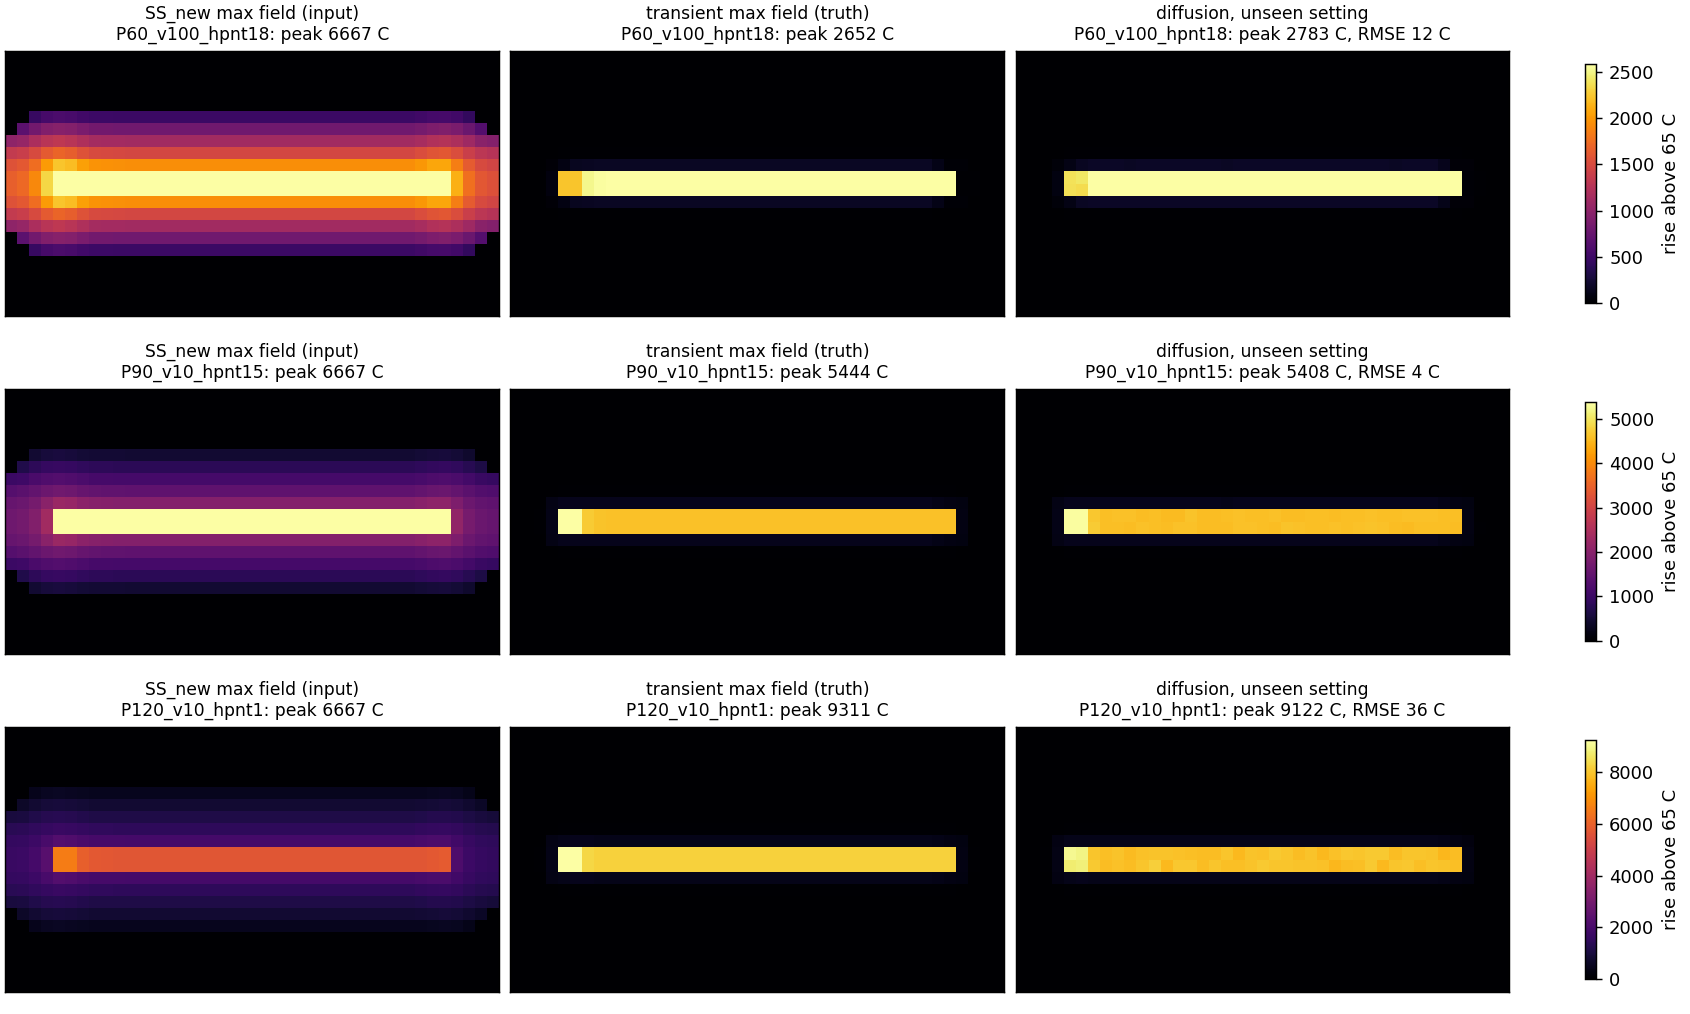 SS_new max field (input)
P60_v100_hpnt18: peak 6667 C
transient max field (truth)
P60_v100_hpnt18: peak 2652 C
diffusion, unseen setting
P60_v100_hpnt18: peak 2783 C, RMSE 12 C
2500
2000
1500
1000
500
0
rise above 65 C
SS_new max field (input)
P90_v10_hpnt15: peak 6667 C
transient max field (truth)
P90_v10_hpnt15: peak 5444 C
diffusion, unseen setting
P90_v10_hpnt15: peak 5408 C, RMSE 4 C
5000
4000
3000
2000
1000
0
rise above 65 C
SS_new max field (input)
P120_v10_hpnt1: peak 6667 C
transient max field (truth)
P120_v10_hpnt1: peak 9311 C
diffusion, unseen setting
P120_v10_hpnt1: peak 9122 C, RMSE 36 C
8000
6000
4000
2000
0
rise above 65 C